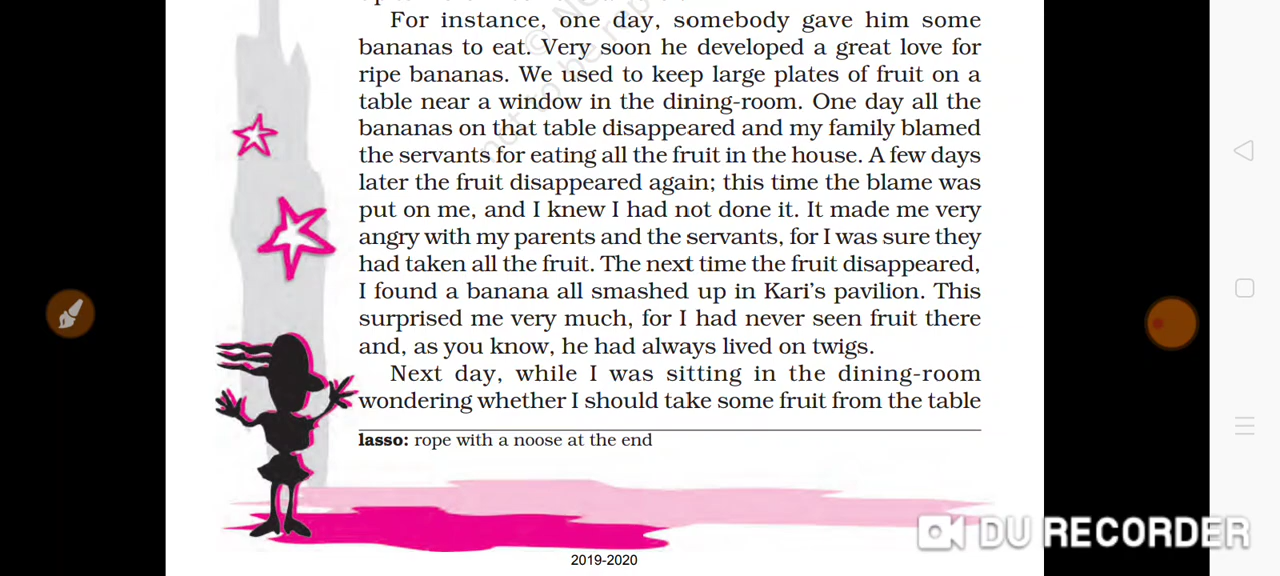 For instance, one day, somebody gave him some
bananas to eat. Very soon he developed a great love for
ripe bananas. We used to keep large plates of fruit on a
table near a window in the dining-room. One day all the
bananas on that table disappeared and my family blamed
the servants for eating all the fruit in the house. A few days
later the fruit disappeared again; this time the blame was
put on me, and I knew I had not done it. It made me very
angry with my parents and the servants, for I was sure they
had taken all the fruit. The next time the fruit disappeared,
I found a banana all smashed up in Kari's pavilion. This
surprised me very much, for I had never seen fruit there
and, as you know, he had always lived on twigs.
Next day, while I was sitting in the dining-room
wondering whether I should take some fruit from the table
lasso: rope with a noose at the end
DU RECORDER
2019-2020